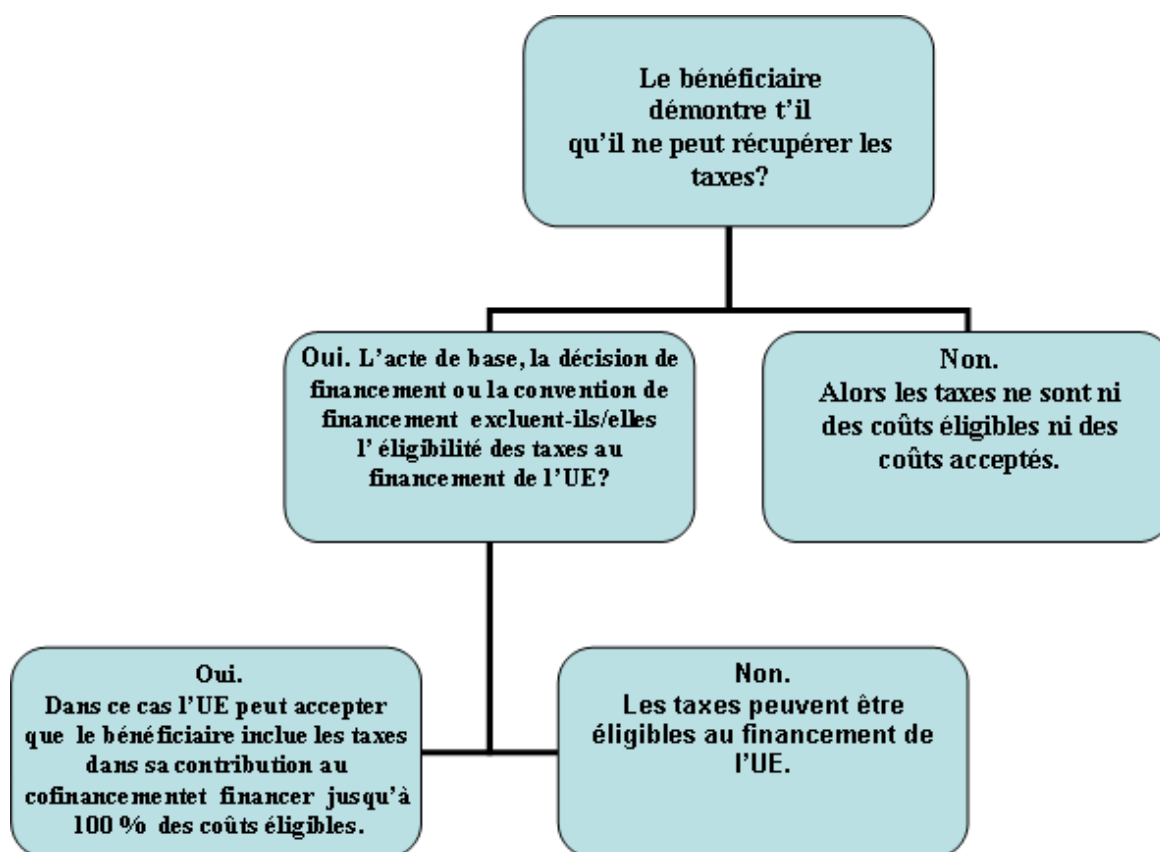 Le bénéficiaire
démontre t'il
qu'il ne peut récupérer les
taxes?
Oui. L'acte de base, la décision de
financement ou la convention de
financement excluent-ils/elles
l' éligibilité des taxes au
financement de l'UE?
Non.
Alors les taxes ne sont ni
des coûts éligibles ni des
coûts acceptés.
Oui.
Dans ce cas l'UE peut accepter
que le bénéficiaire inclue les taxes
dans sa contribution au
cofinancementet financer jusqu'à
100 % des coûts éligibles.
Non.
Les taxes peuvent être
éligibles au financement de
l'UE.